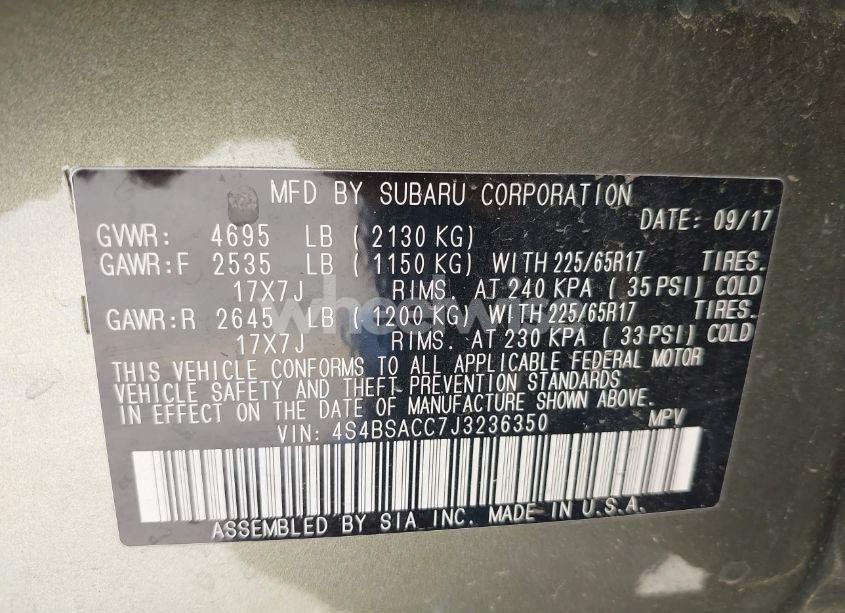 MFD BY SUBARU CORPORATION
DATE: 09/17
GVWR: 4695 LB ( 2130 KG)
GAWR:F 2535 LB ( 1150 KG) WITH 225/65R17 TIRES.
17X7J RIMS. AT 240 KPA ( 35 PSI) COLD
GAWR:R 2645 LB ( 1200 KG) WITH 225/65R17 TIRES.
17X7J RIMS. AT 230 KPA ( 33 PSI) COLD
THIS VEHICLE CONFORMS TO ALL APPLICABLE FEDERAL MOTOR
VEHICLE SAFETY AND THEFT PREVENTION STANDARDS
IN EFFECT ON THE DATE OF MANUFACTURE SHOWN ABOVE.
VIN: 4S4BSACC7J3236350 MPV
ASSEMBLED BY SIA INC. MADE IN U.S.A.